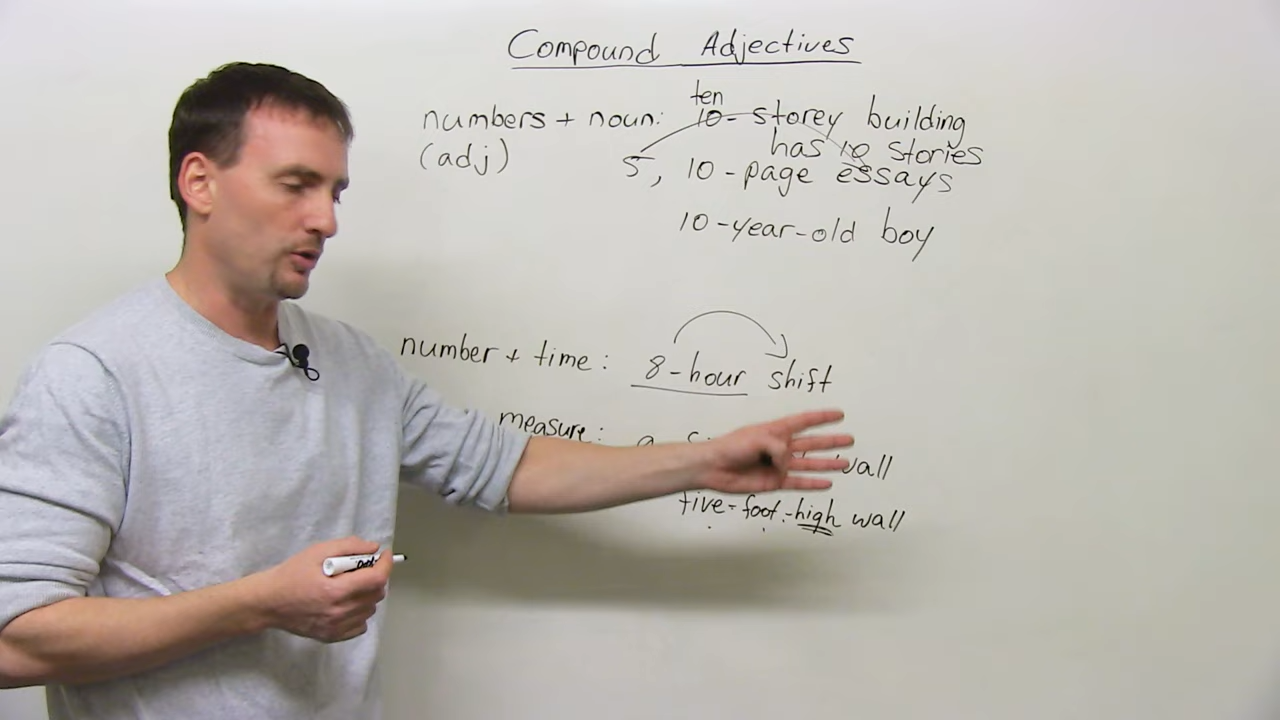 Compound Adjectives
ten
numbers + noun: 10- storey building
(adj)
has 10 stories
5, 10-page essays
10-year-old boy
number + time: 8-hour shift
measure: a
wall
five-foot-high wall